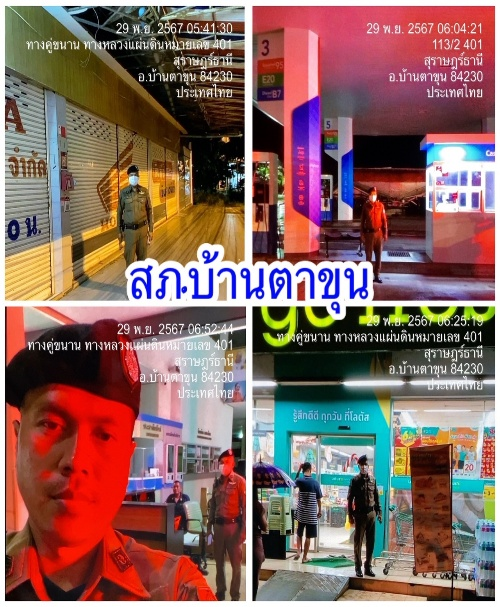 29 พ.ย. 2567 05:41:30
ทางคู่ขนาน ทางหลวงแผ่นดินหมายเลข 401
สุราษฎร์ธานี
อ.บ้านตาขุน 84230
ประเทศไทย
29 พ.ย. 2567 06:04:21
113/2 401
สุราษฎร์ธานี
อ.บ้านตาขุน 84230
ประเทศไทย
3
E20
B7
5
สภ.บ้านตาขุน
29 พ.ย. 2567 06:52:44
ทางคู่ขนาน ทางหลวงแผ่นดินหมายเลข 401
สุราษฎร์ธานี
อ.บ้านตาขุน 84230
ประเทศไทย
29 พ.ย. 2567 06:25:19
ทางคู่ขนาน ทางหลวงแผ่นดินหมายเลข 401
สุราษฎร์ธานี
อ.บ้านตาขุน 84230
ประเทศไทย
รู้สึกดีดี ทุกวัน ที่โลตัส
20